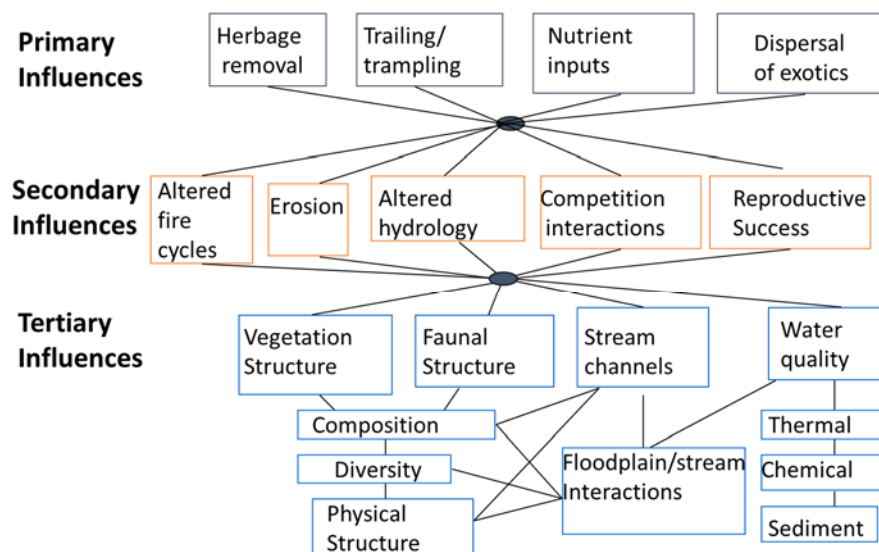 Primary
Influences
Herbage
removal
Trailing/
trampling
Nutrient
inputs
Dispersal
of exotics
Secondary
Influences
Altered
fire
cycles
Erosion
Altered
hydrology
Competition
interactions
Reproductive
Success
Tertiary
Influences
Vegetation
Structure
Faunal
Structure
Stream
channels
Water
quality
Composition
Diversity
Physical
Structure
Floodplain/stream
Interactions
Thermal
Chemical
Sediment